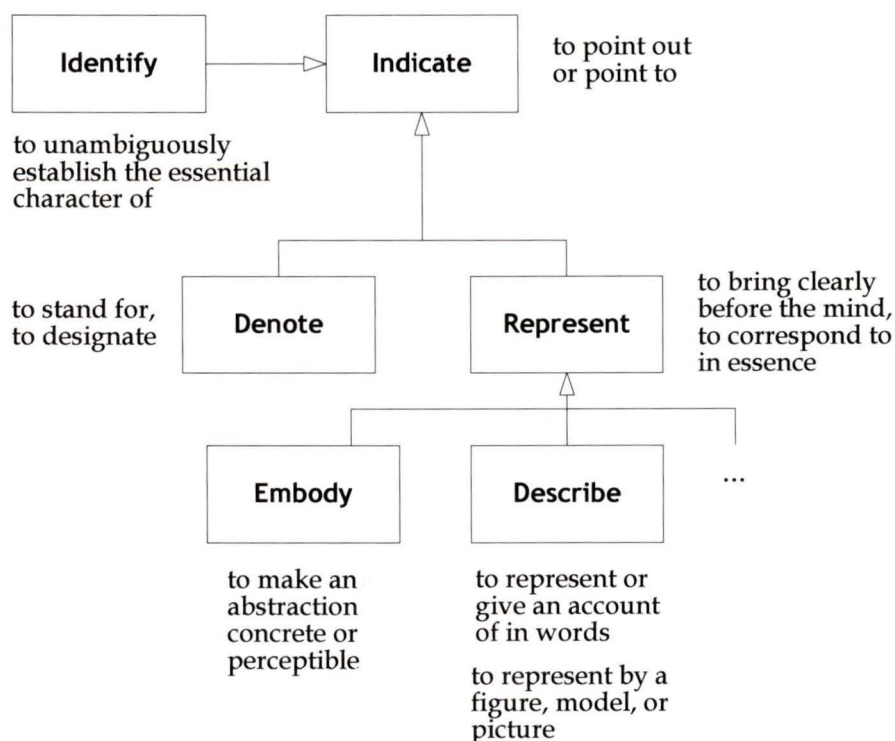 Identify
Indicate
to point out
or point to
to unambiguously
establish the essential
character of
to stand for,
to designate
Denote
Represent
to bring clearly
before the mind,
to correspond to
in essence
Embody
Describe
...
to make an
abstraction
concrete or
perceptible
to represent or
give an account
of in words
to represent by a
figure, model, or
picture